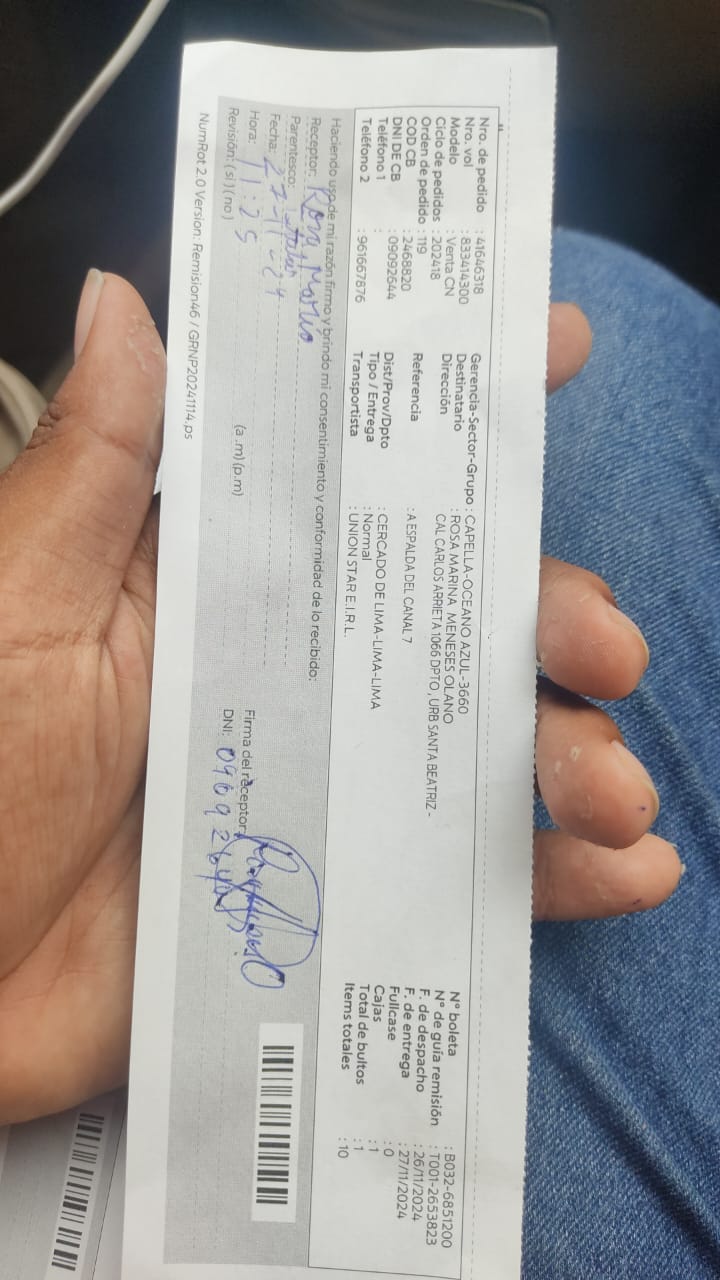 Nro. de pedido : 41646318
Nro. vol : 833414300
Modelo : Venta CN
Ciclo de pedidos : 202418
Orden de pedido : 119
COD CB : 2468820
DNI DE CB : 09092644
Teléfono 1 :
Teléfono 2 : 961667876
Gerencia-Sector-Grupo : CAPELLA-OCEANO AZUL-3660
Destinatario : ROSA MARINA MENESES OLANO
Dirección CAL CARLOS ARRIETA 1066 DPTO , URB SANTA BEATRIZ -
Referencia : A ESPALDA DEL CANAL 7
Dist/Prov/Dpto : CERCADO DE LIMA-LIMA-LIMA
Tipo / Entrega : Normal
Transportista : UNION STAR E.I.R.L.
N° boleta : B032-6851200
N° de guía remisión : T001-2653823
F. de despacho : 26/11/2024
F. de entrega : 27/11/2024
Fullcase : 0
Cajas : 1
Total de bultos : 1
Items totales : 10
Haciendo uso de mi razón firmo y brindo mi consentimiento y conformidad de lo recibido:
Receptor: Rosa
Parentesco:
Fecha: 27-11-24
Hora: 11:25 (a.m) (p.m)
Revisión: (si) (no)
Firma del receptor:
DNI: 09092644
NumRot 2.0 Version: Remision46 / GRNP20241114.ps